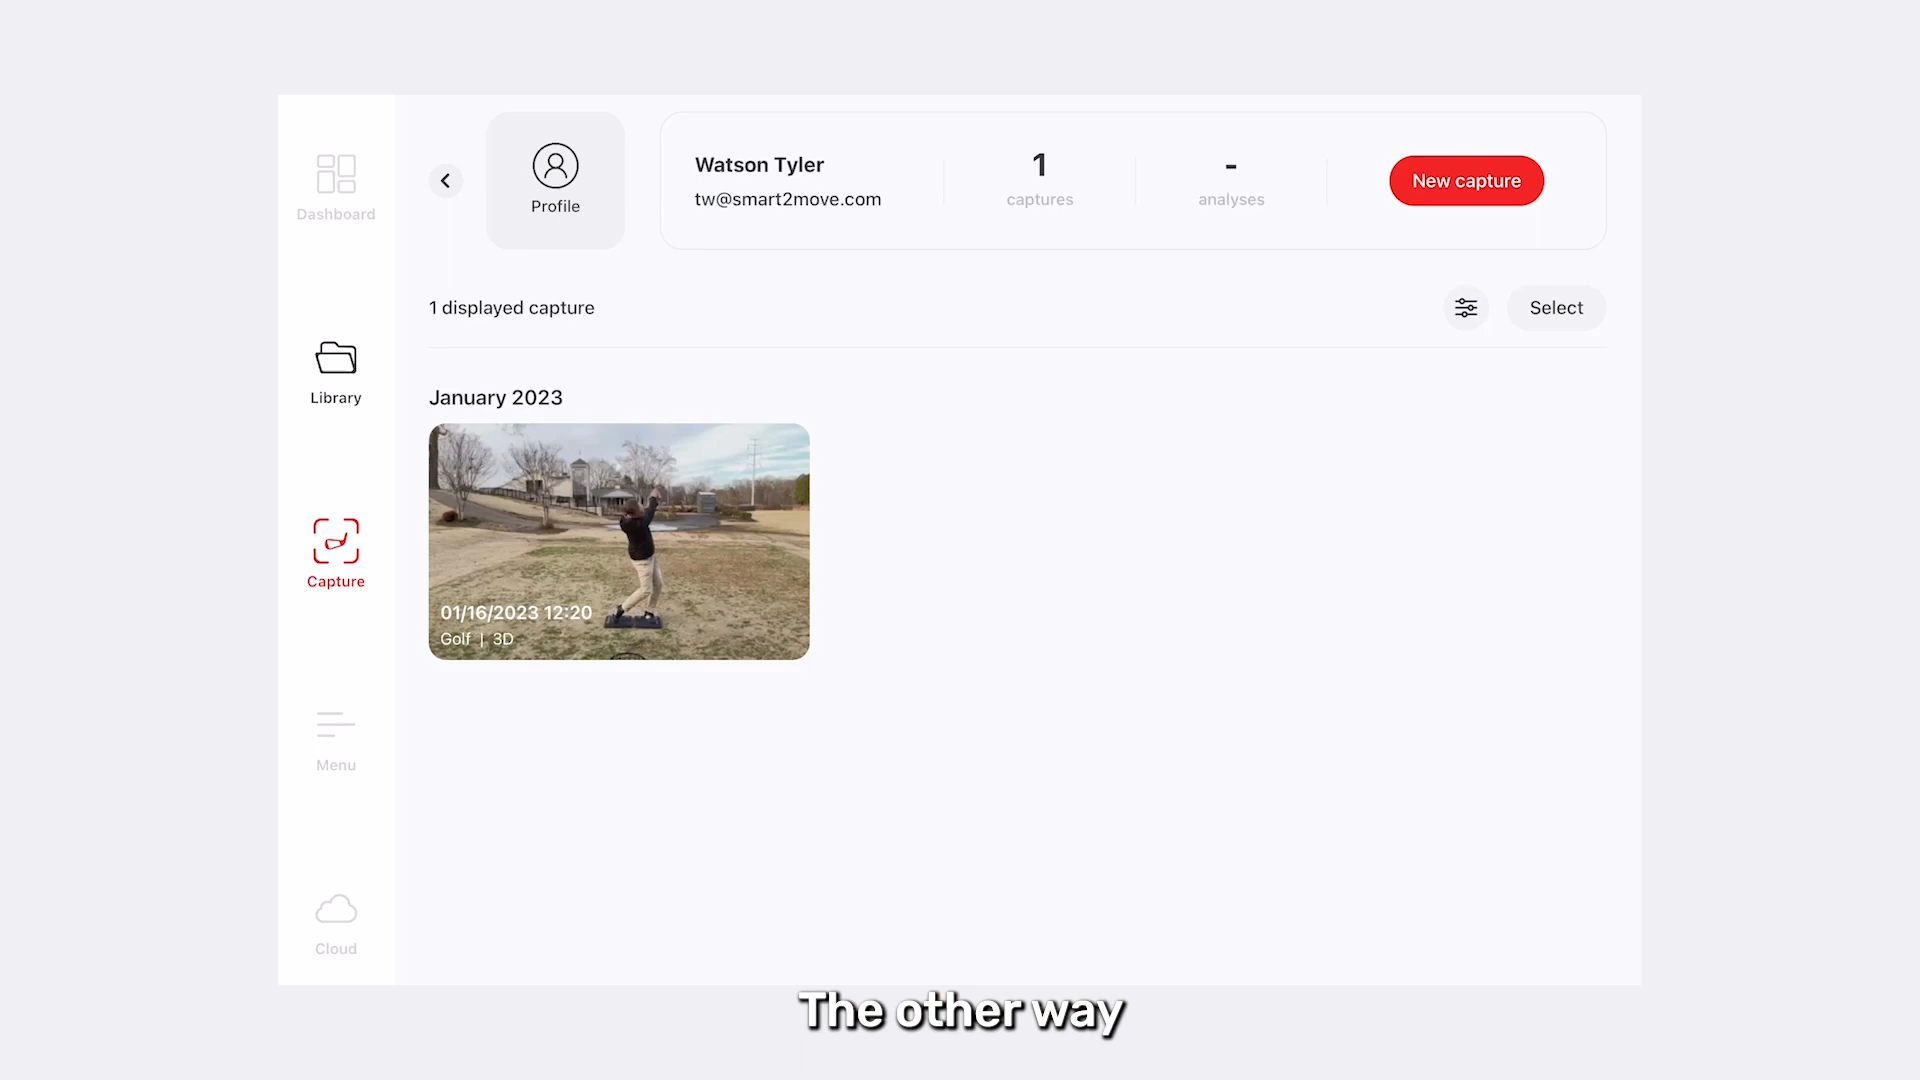 Dashboard
Library
Capture
Menu
Cloud
Profile
Watson Tyler
tw@smart2move.com
1
captures
-
analyses
New capture
1 displayed capture
Select
January 2023
01/16/2023 12:20
Golf | 3D
The other way